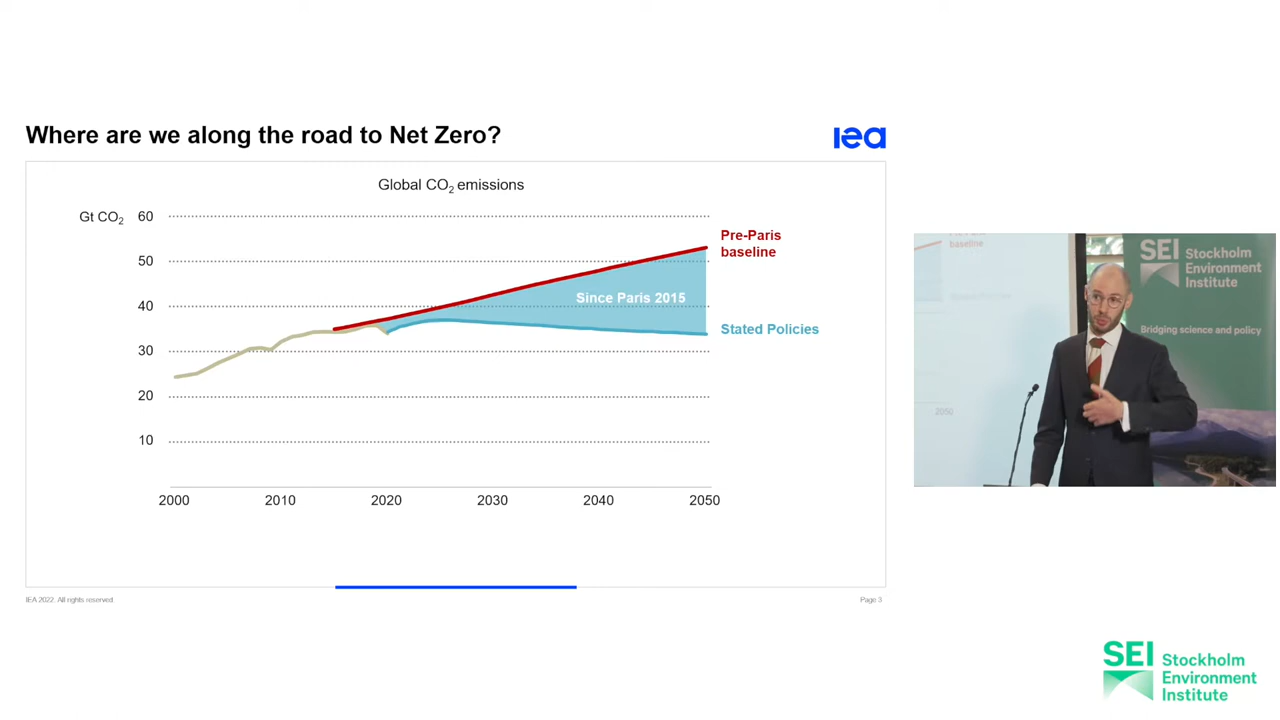 Where are we along the road to Net Zero?
iea
Global CO₂ emissions
Gt CO₂
60
50
40
30
20
10
2000
2010
2020
2030
2040
2050
Pre-Paris
baseline
Since Paris 2015
Stated Policies
IEA 2022. All rights reserved.
Page 3
baseline
2050
SEI
Stockholm
Environment
Institute
Bridging science and policy
SEI
Stockholm
Environment
Institute